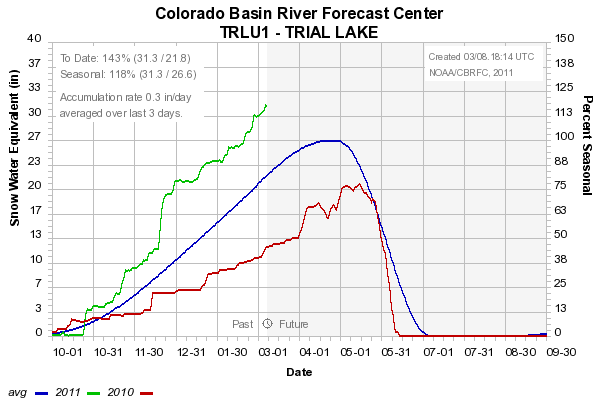 Colorado Basin River Forecast Center
TRLU1 - TRIAL LAKE
To Date: 143% (31.3 / 21.8)
Seasonal: 118% (31.3 / 26.6)
Accumulation rate 0.3 in/day
averaged over last 3 days.
Created 03/08.18:14 UTC
NOAA/CBRFC, 2011
Snow Water Equivalent (in)
40
37
33
30
27
23
20
17
13
10
7
3
0
Percent Seasonal
150
138
125
113
100
88
75
63
50
38
25
13
0
Past
Future
10-01 10-31 11-30 12-31 01-30 03-01 04-01 05-01 05-31 07-01 07-31 08-30 09-30
Date
avg 2011 2010